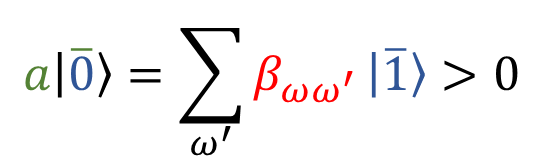 a|0̅⟩ = ∑_{ω′} β_{ωω′} |1̅⟩ > 0